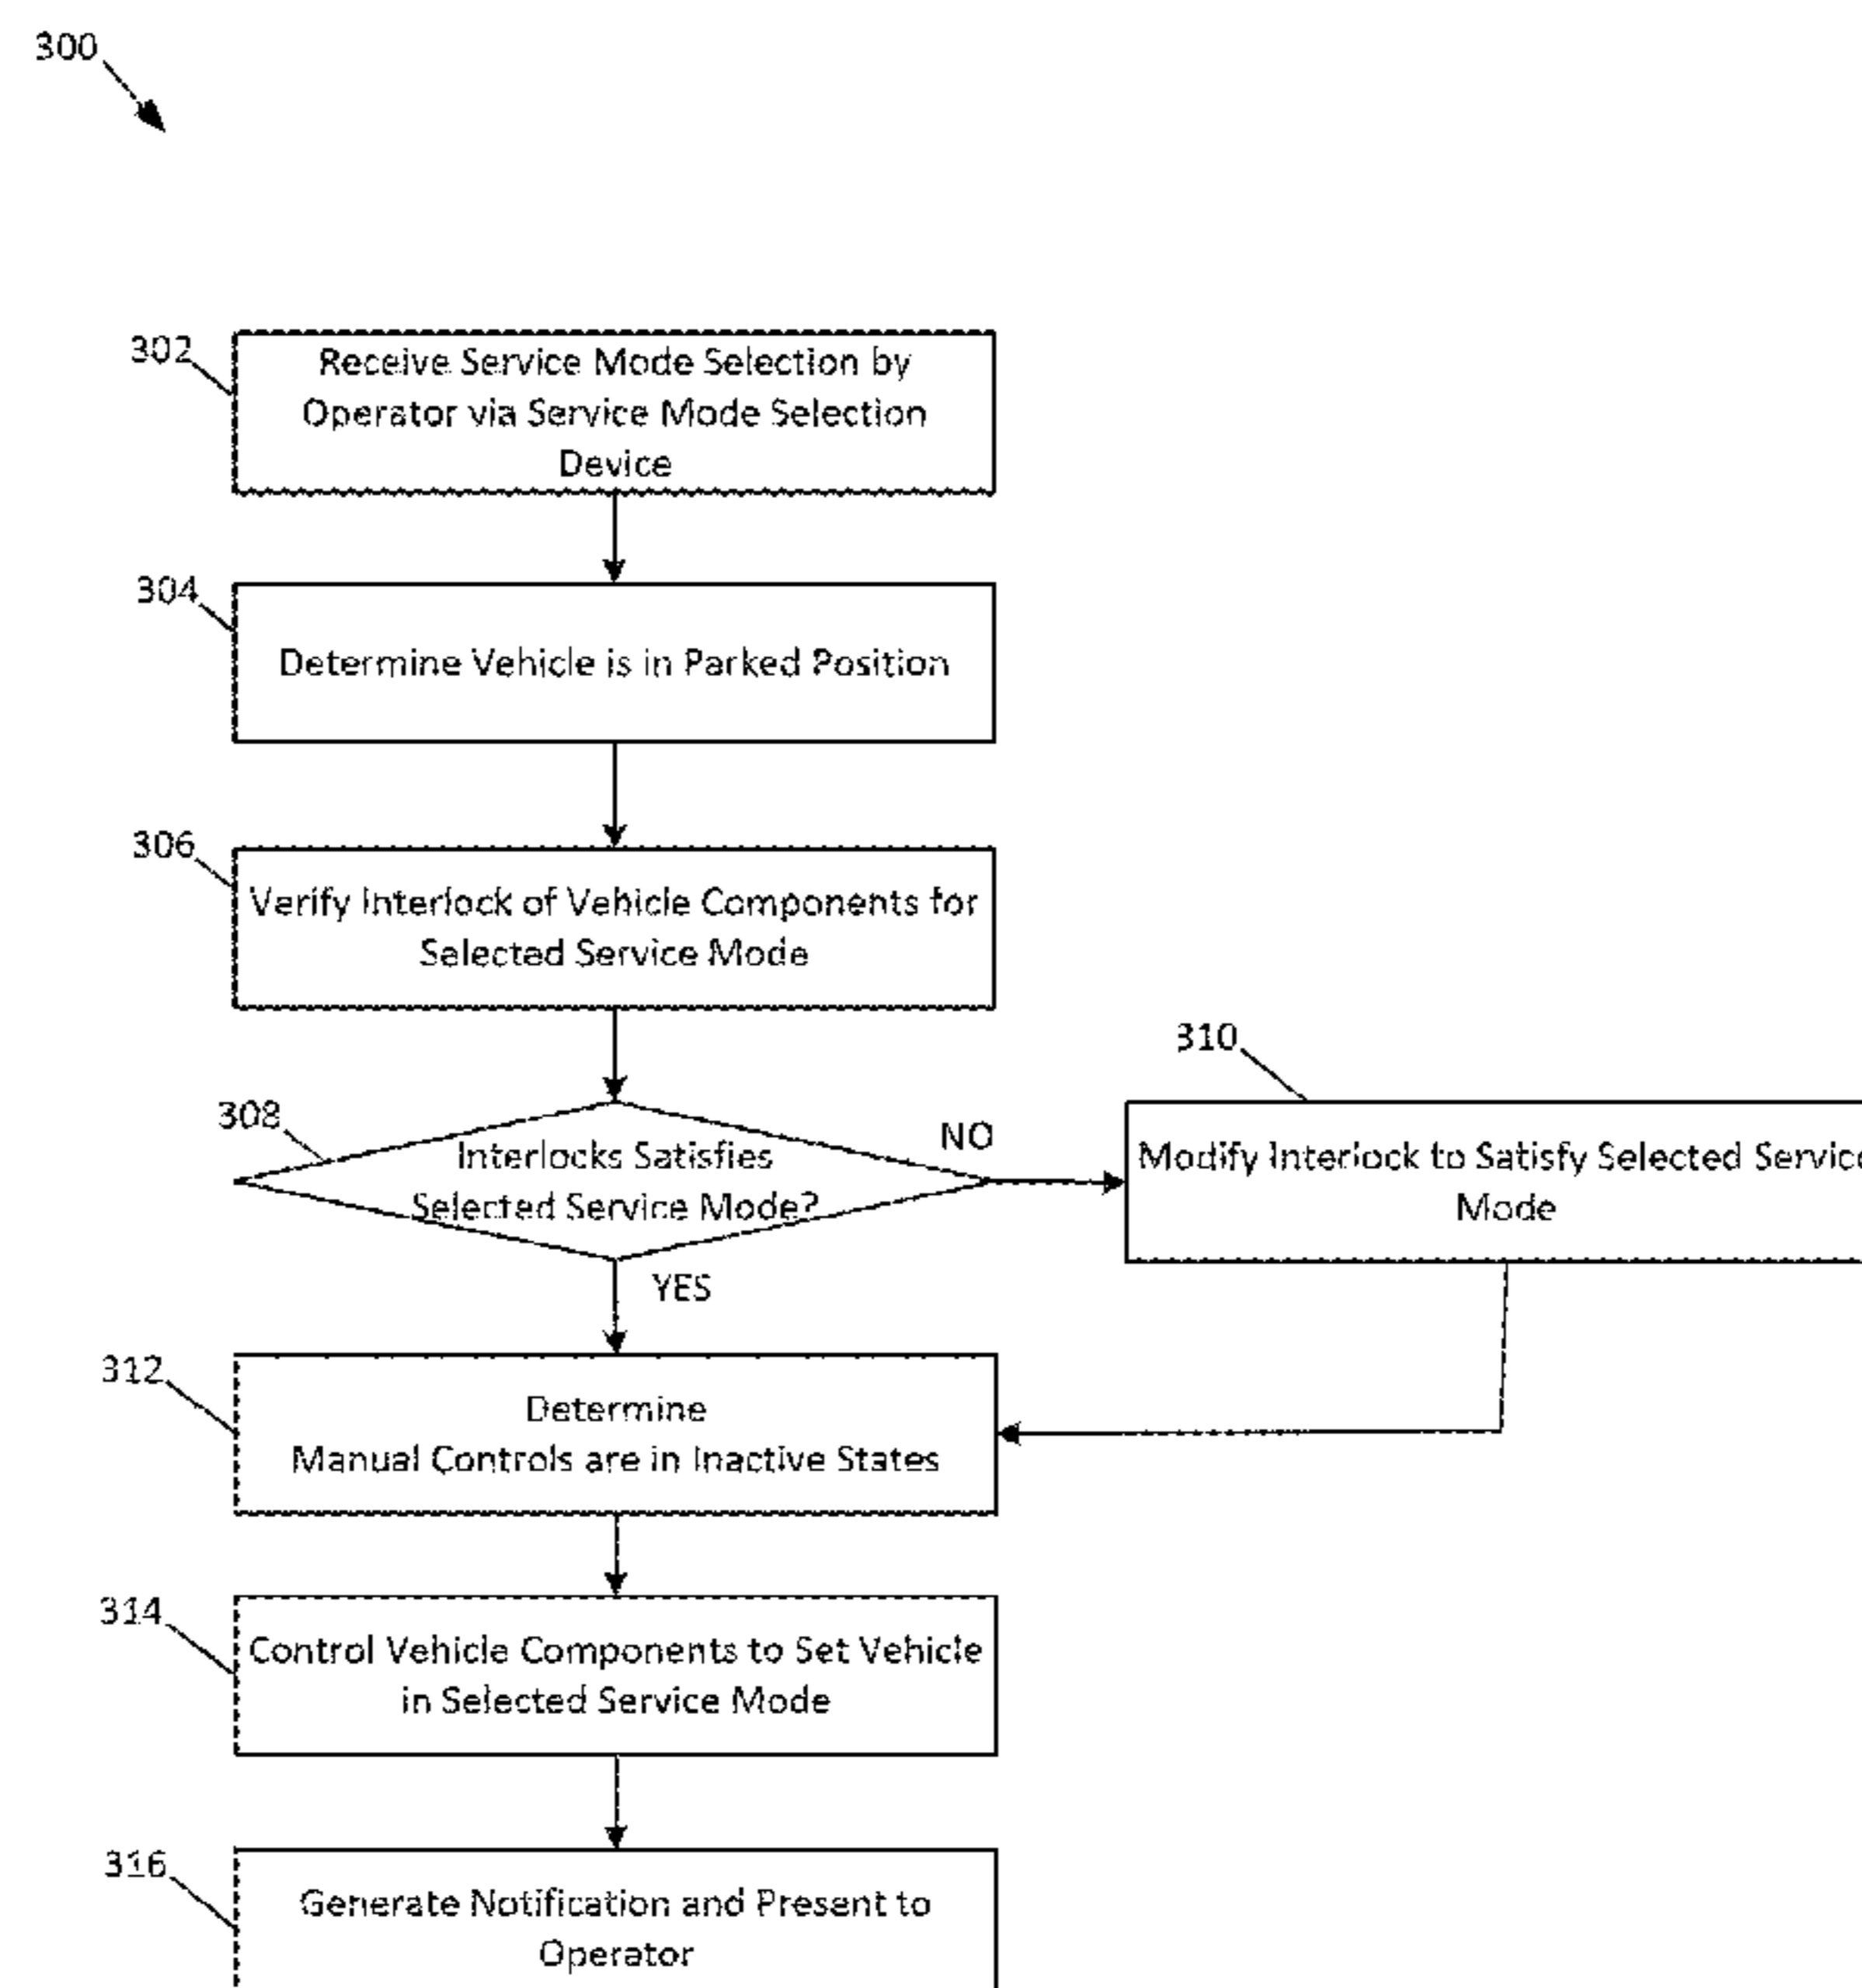 300
302
Receive Service Mode Selection by
Operator via Service Mode Selection
Device
304
Determine Vehicle is in Parked Position
306
Verify Interlock of Vehicle Components for
Selected Service Mode
308
Interlocks Satisfies
Selected Service Mode?
NO
310
Modify Interlock to Satisfy Selected Service
Mode
YES
312
Determine
Manual Controls are in Inactive States
314
Control Vehicle Components to Set Vehicle
in Selected Service Mode
316
Generate Notification and Present to
Operator